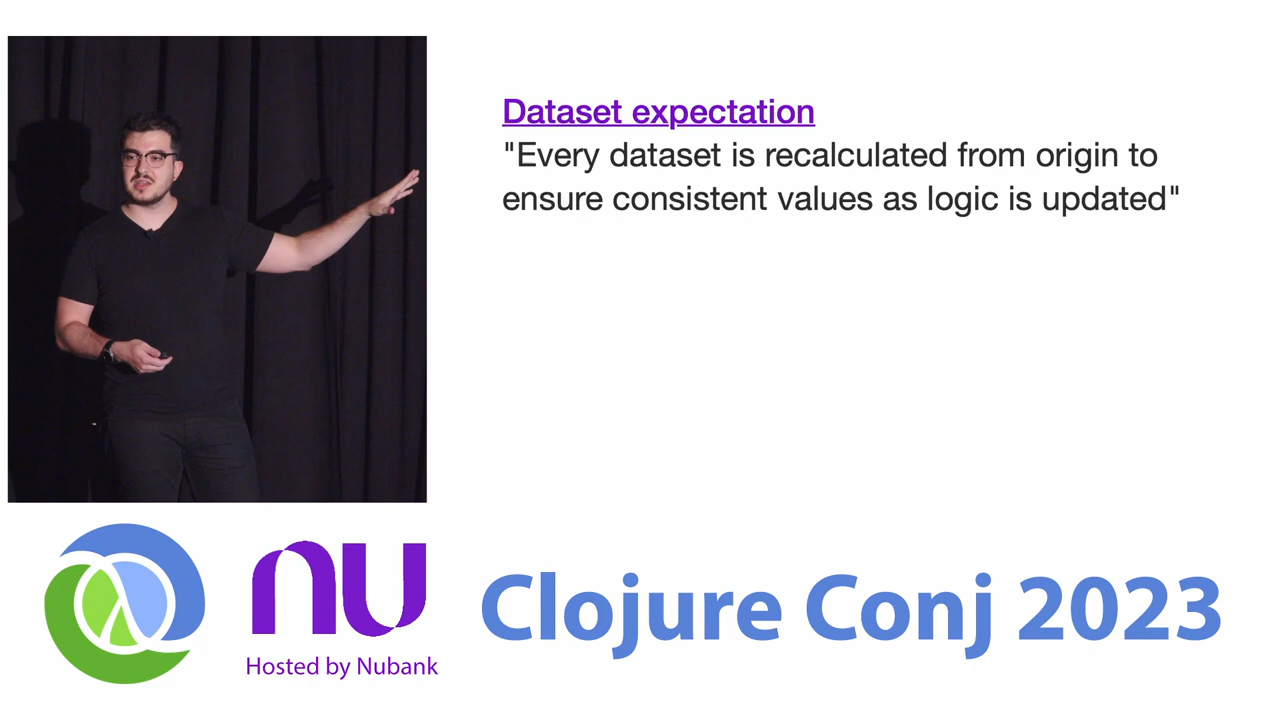 Dataset expectation
"Every dataset is recalculated from origin to
ensure consistent values as logic is updated"
nu
Hosted by Nubank
Clojure Conj 2023